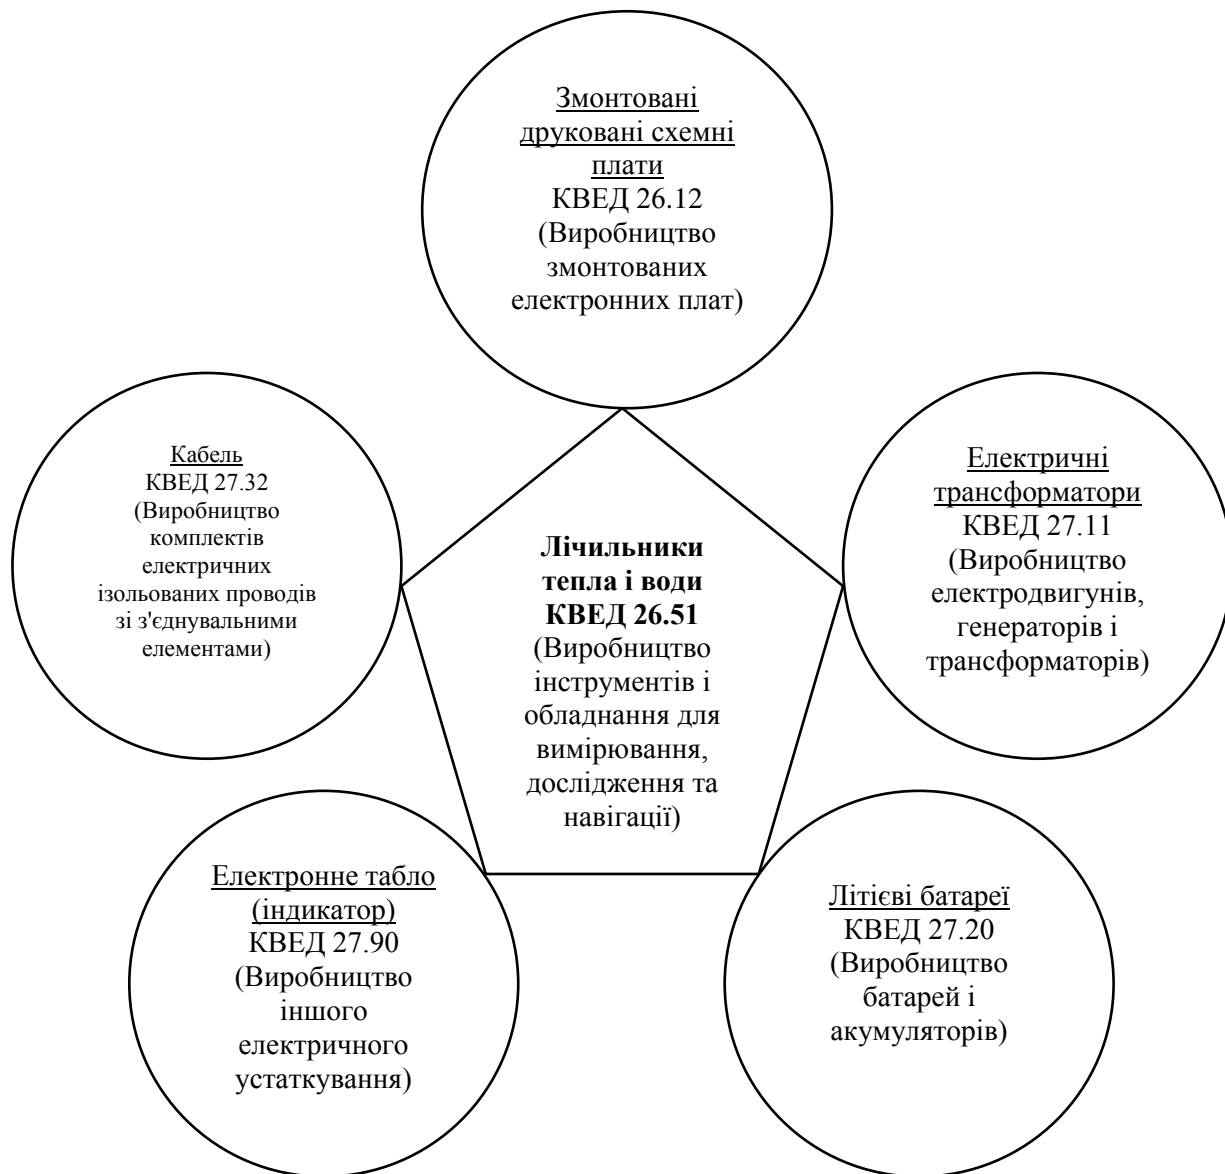 Змонтовані
друковані схемні
плати
КВЕД 26.12
(Виробництво
змонтованих
електронних плат)
Кабель
КВЕД 27.32
(Виробництво
комплектів
електричних
ізольованих проводів
зі з'єднувальними
елементами)
Лічильники
тепла і води
КВЕД 26.51
(Виробництво
інструментів і
обладнання для
вимірювання,
дослідження та
навігації)
Електричні
трансформатори
КВЕД 27.11
(Виробництво
електродвигунів,
генераторів і
трансформаторів)
Електронне табло
(індикатор)
КВЕД 27.90
(Виробництво
іншого
електричного
устаткування)
Літієві батареї
КВЕД 27.20
(Виробництво
батарей і
акумуляторів)